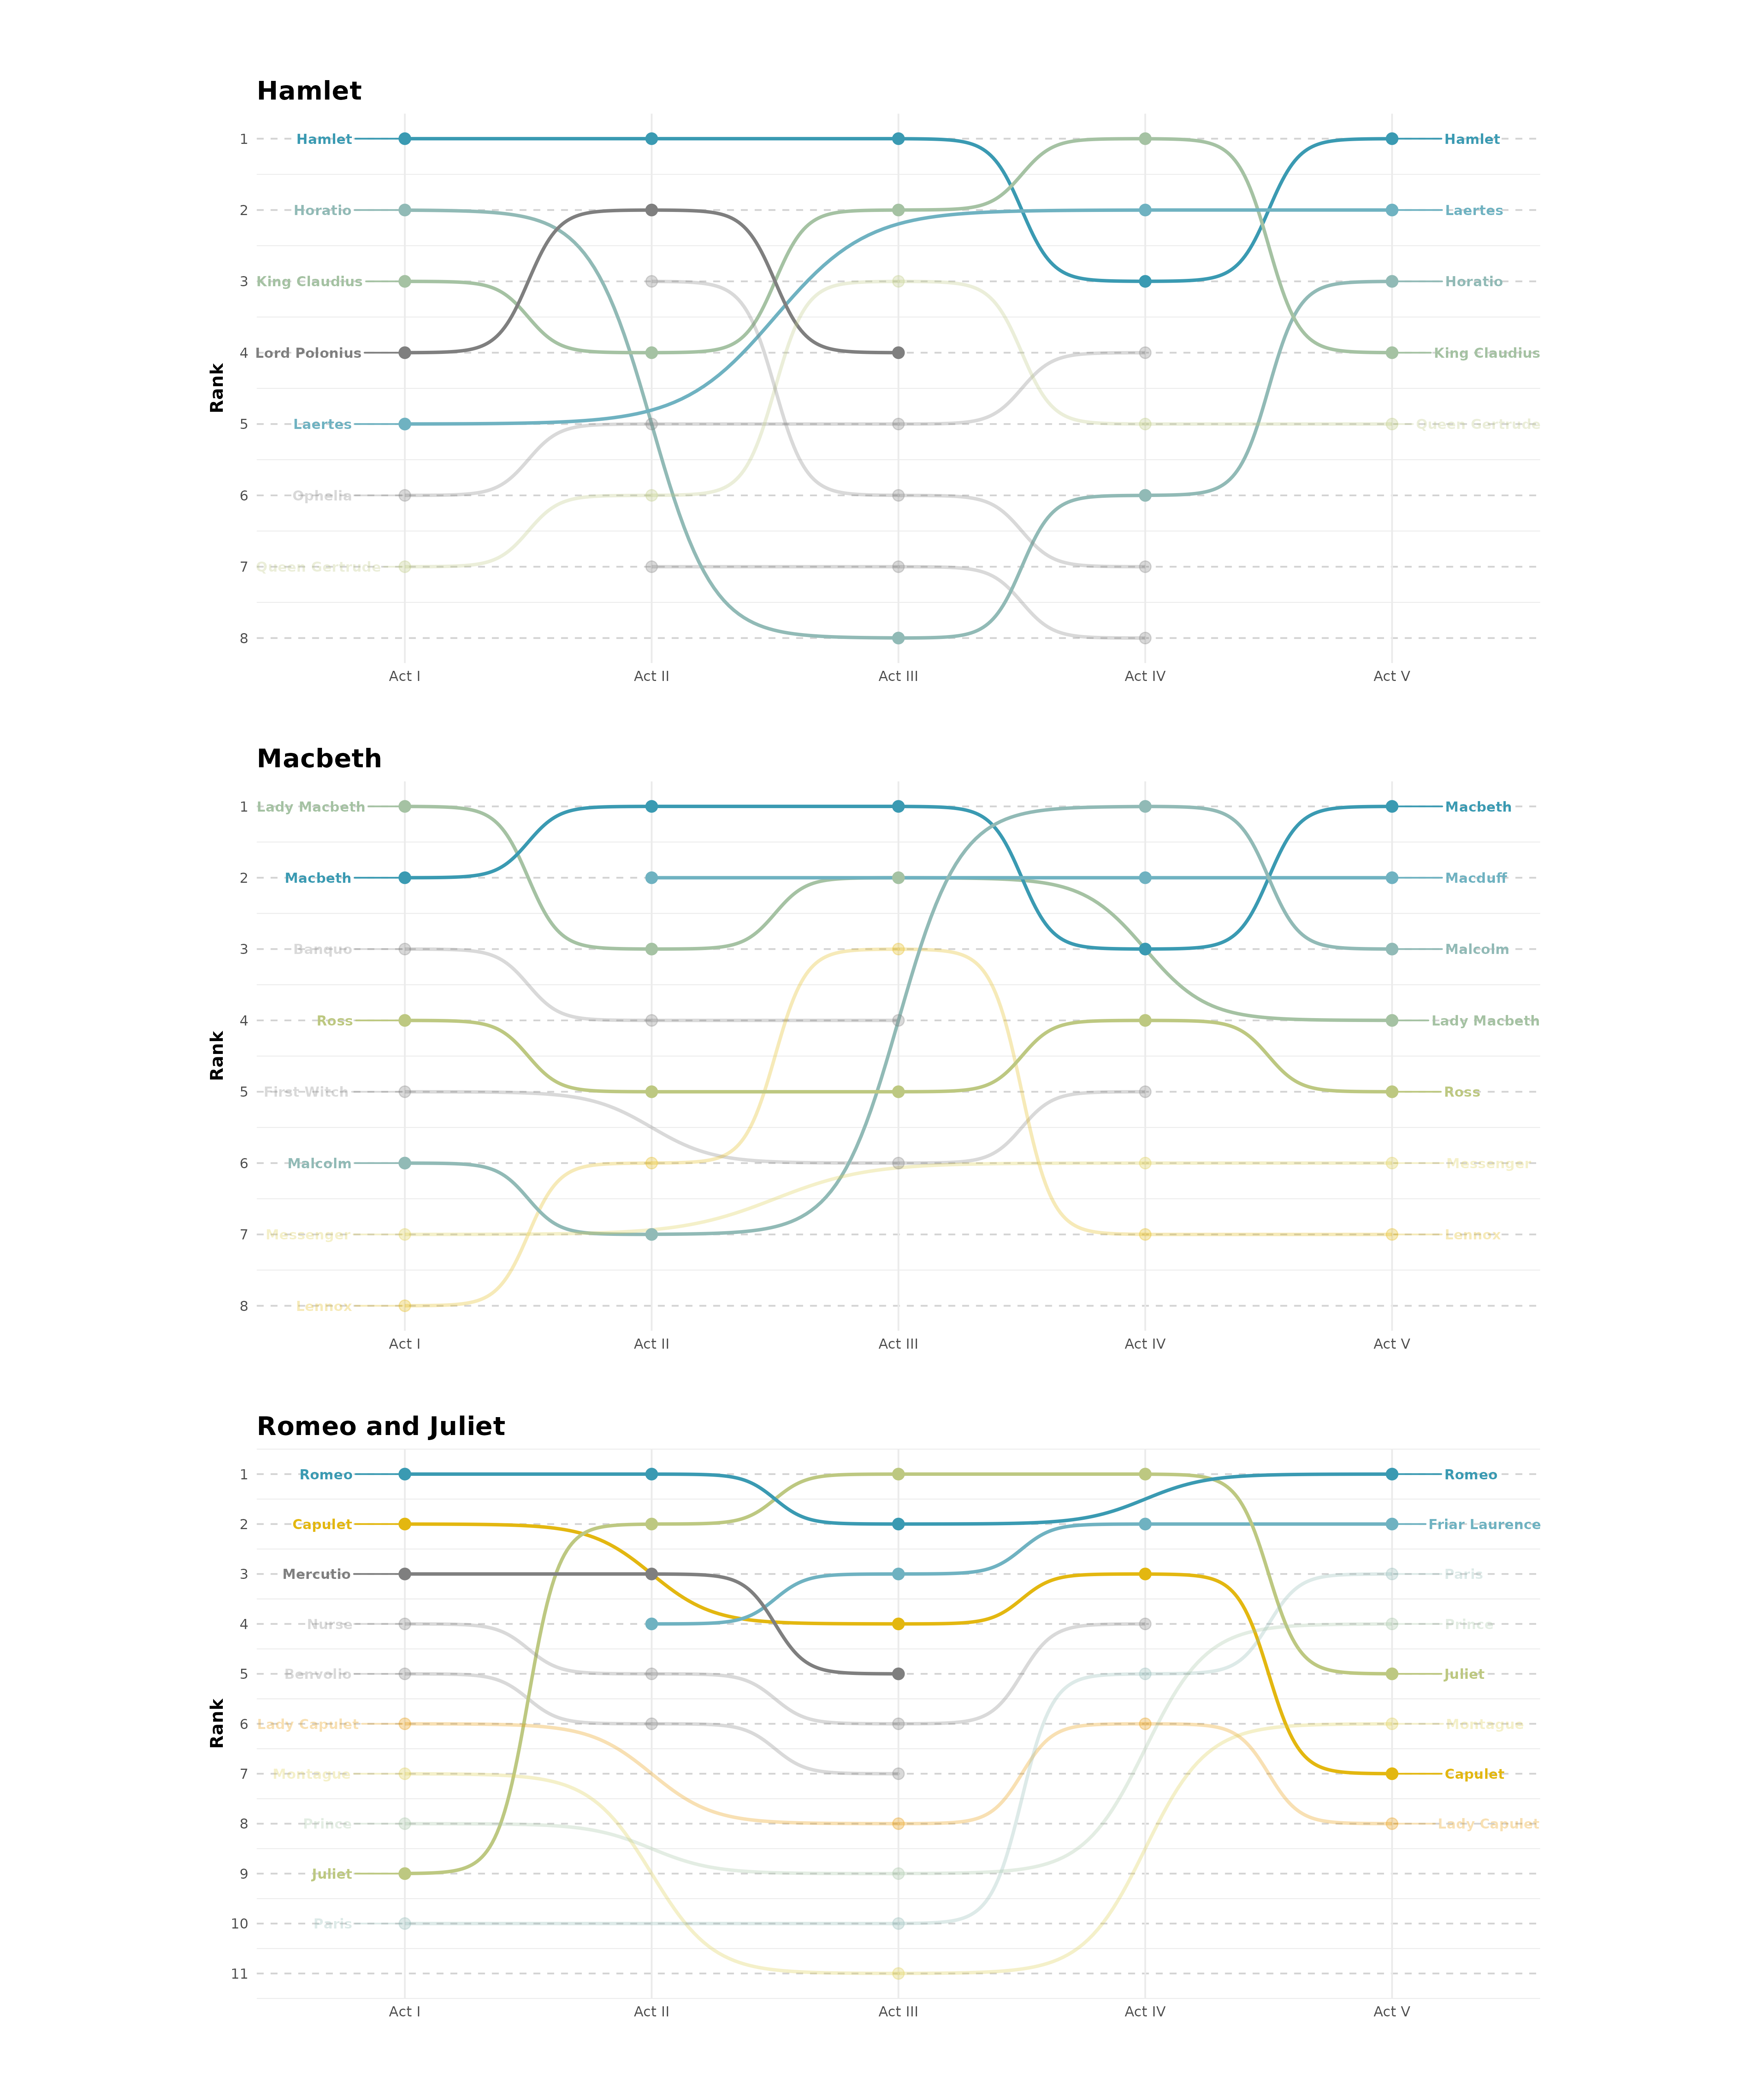 Hamlet
Rank
1 Hamlet Hamlet
2 Horatio Laertes
3 King Claudius Horatio
4 Lord Polonius King Claudius
5 Laertes Queen Gertrude
6 Ophelia
7 Queen Gertrude
8
Act I Act II Act III Act IV Act V
Macbeth
Rank
1 Lady Macbeth Macbeth
2 Macbeth Macduff
3 Banquo Malcolm
4 Ross Lady Macbeth
5 First Witch Ross
6 Malcolm Messenger
7 Messenger Lennox
8 Lennox
Act I Act II Act III Act IV Act V
Romeo and Juliet
Rank
1 Romeo Romeo
2 Capulet Friar Laurence
3 Mercutio Paris
4 Nurse Prince
5 Benvolio Juliet
6 Lady Capulet Montague
7 Montague Capulet
8 Prince Lady Capulet
9 Juliet
10 Paris
11
Act I Act II Act III Act IV Act V